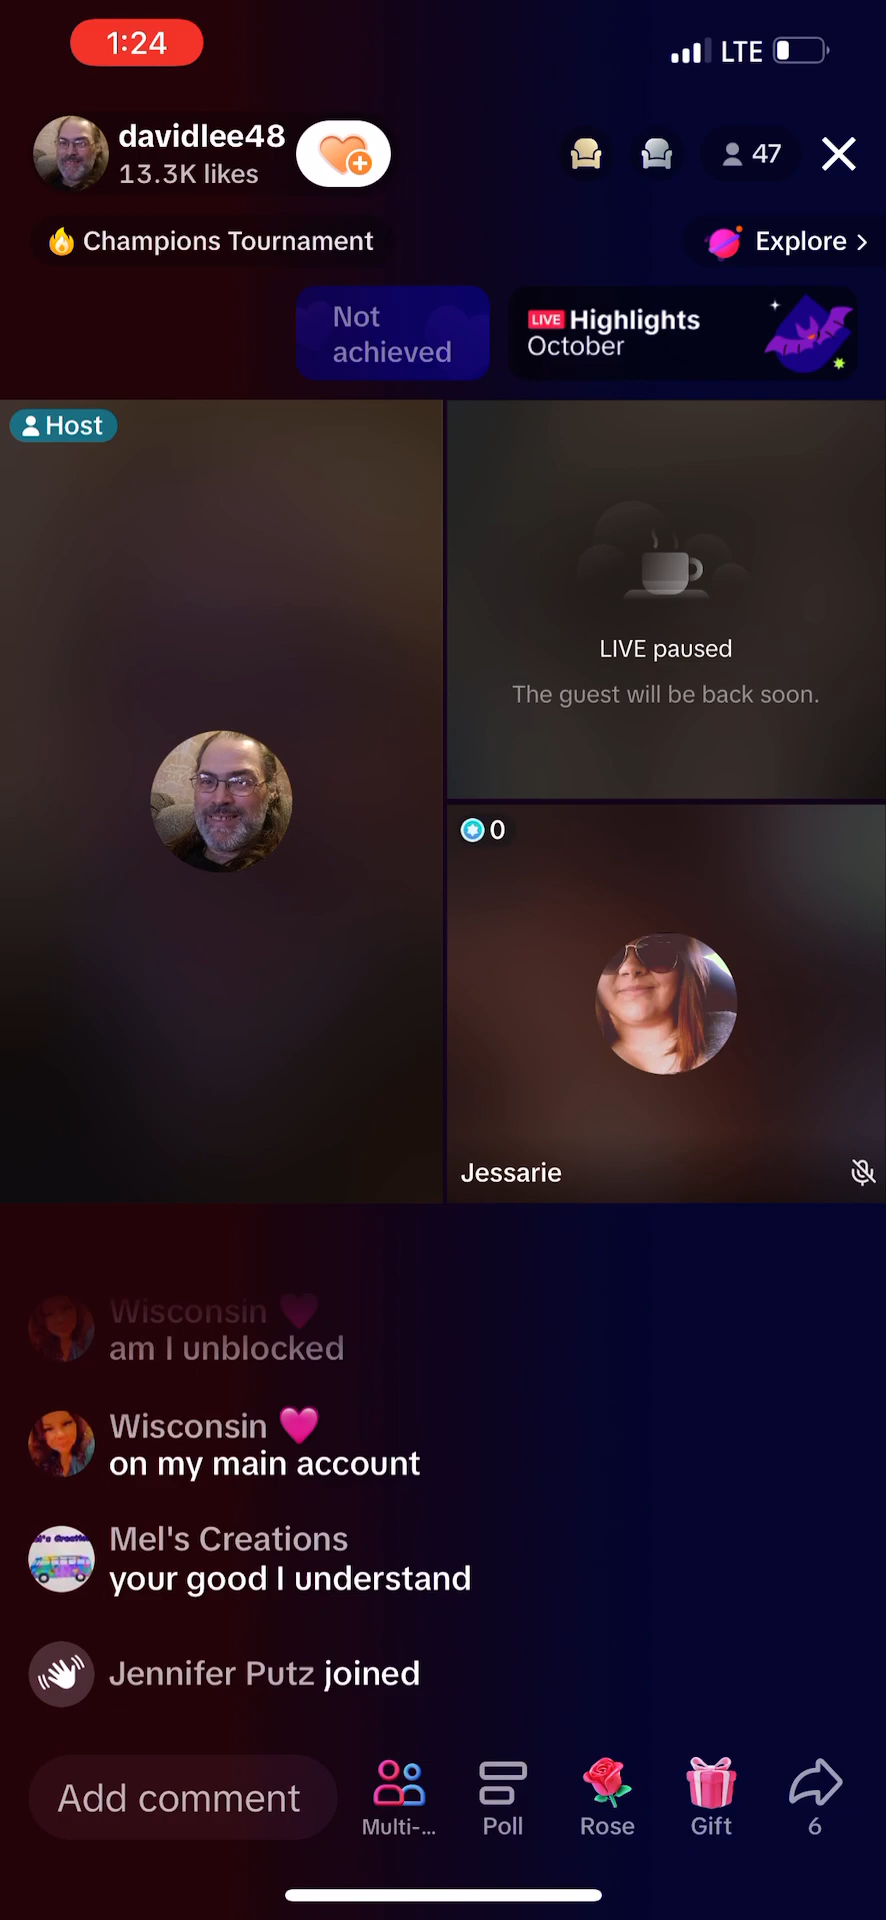 1:24
LTE
davidlee48
13.3K likes
47
Champions Tournament
Explore >
Not
achieved
LIVE Highlights
October
Host
LIVE paused
The guest will be back soon.
0
Jessarie
Wisconsin
am I unblocked
Wisconsin
on my main account
Mel's Creations
your good I understand
Jennifer Putz joined
Add comment
Multi-...
Poll
Rose
Gift
6